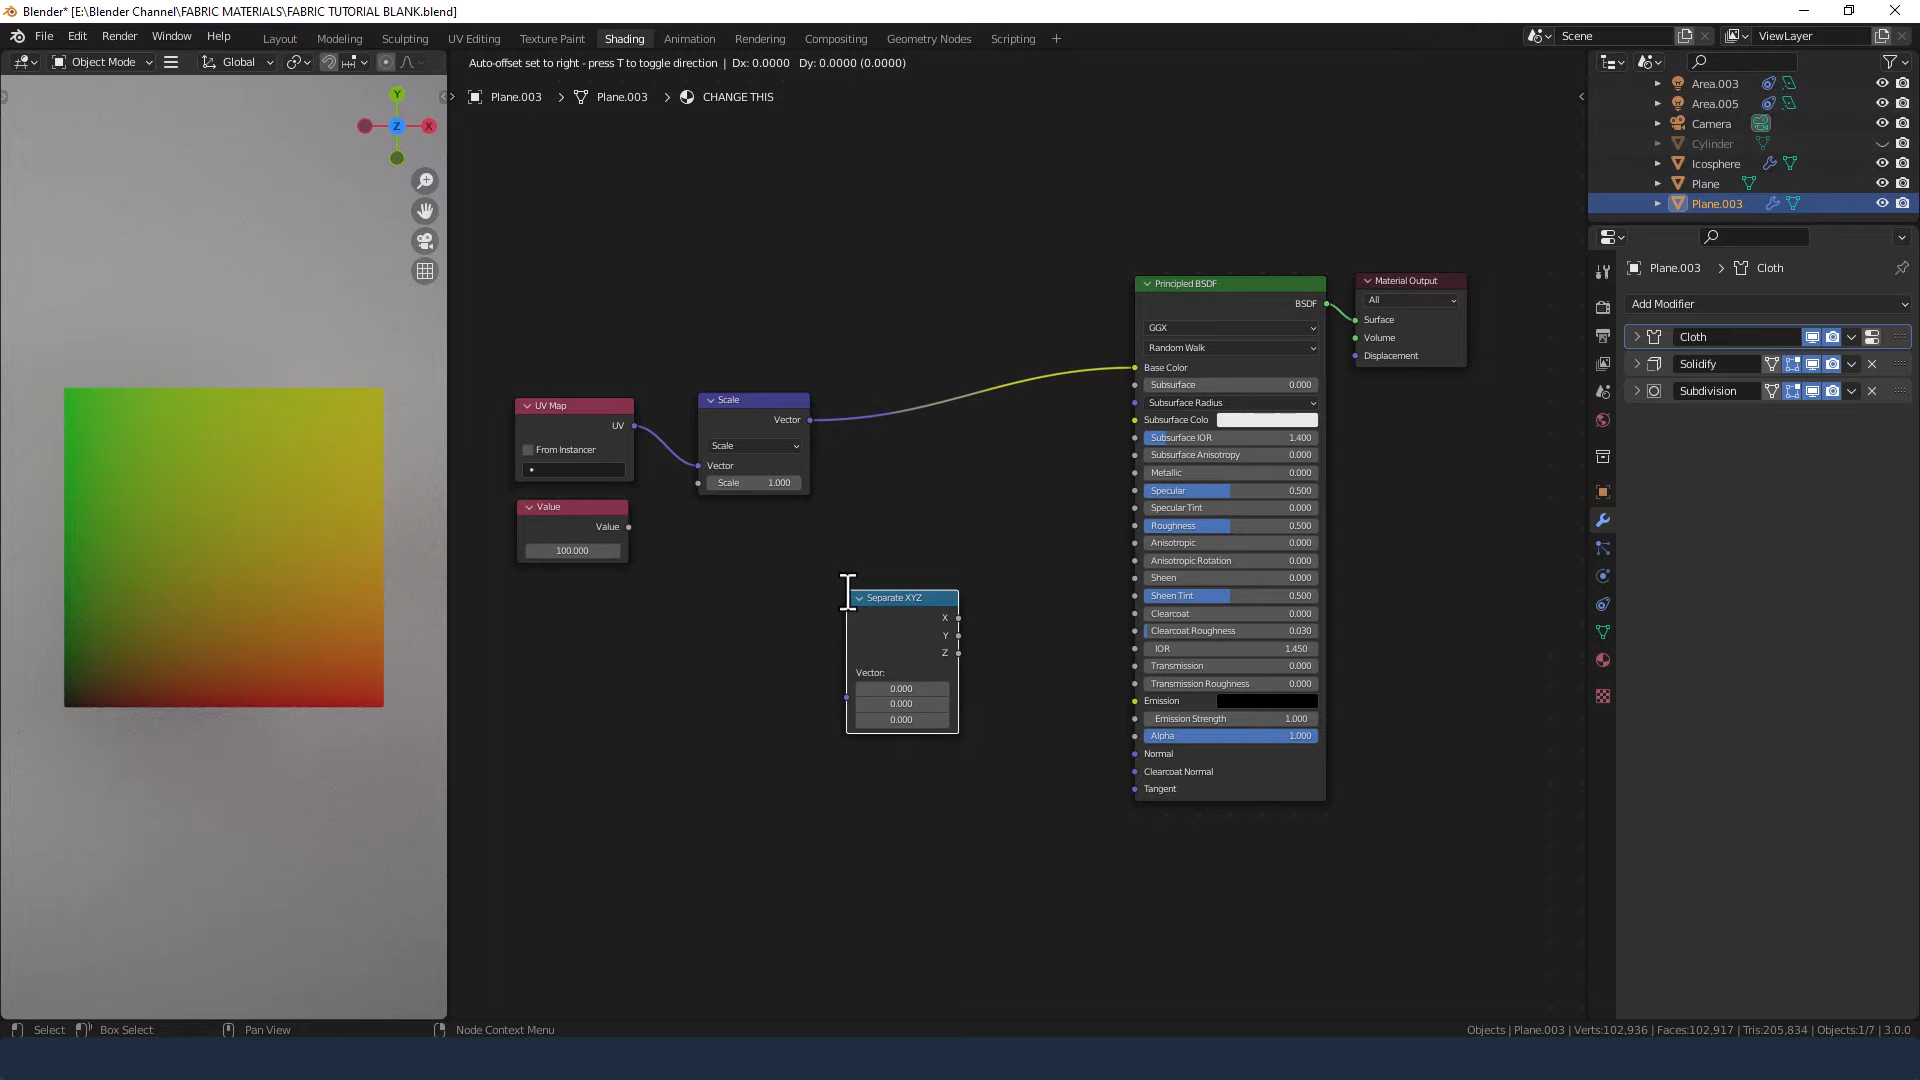 Blender* [E:\Blender Channel\FABRIC MATERIALS\FABRIC TUTORIAL BLANK.blend]
File Edit Render Window Help Layout Modeling Sculpting UV Editing Texture Paint Shading Animation Rendering Compositing Geometry Nodes Scripting + Scene ViewLayer
Object Mode Global Auto-offset set to right - press T to toggle direction | Dx: 0.0000 Dy: 0.0000 (0.0000)
Plane.003 > Plane.003 > CHANGE THIS
Y
Z
X
Area.003
Area.005
Camera
Cylinder
Icosphere
Plane
Plane.003
Plane.003 > Cloth
Add Modifier
Cloth
Solidify
Subdivision
UV Map
UV
From Instancer
Value
Value
100.000
Scale
Vector
Scale
Vector
Scale 1.000
Separate XYZ
X
Y
Z
Vector:
0.000
0.000
0.000
Principled BSDF
BSDF
GGX
Random Walk
Base Color
Subsurface 0.000
Subsurface Radius
Subsurface Colo
Subsurface IOR 1.400
Subsurface Anisotropy 0.000
Metallic 0.000
Specular 0.500
Specular Tint 0.000
Roughness 0.500
Anisotropic 0.000
Anisotropic Rotation 0.000
Sheen 0.000
Sheen Tint 0.500
Clearcoat 0.000
Clearcoat Roughness 0.030
IOR 1.450
Transmission 0.000
Transmission Roughness 0.000
Emission
Emission Strength 1.000
Alpha 1.000
Normal
Clearcoat Normal
Tangent
Material Output
All
Surface
Volume
Displacement
Select Box Select Pan View Node Context Menu Objects | Plane.003 | Verts:102,936 | Faces:102,917 | Tris:205,834 | Objects:1/7 | 3.0.0